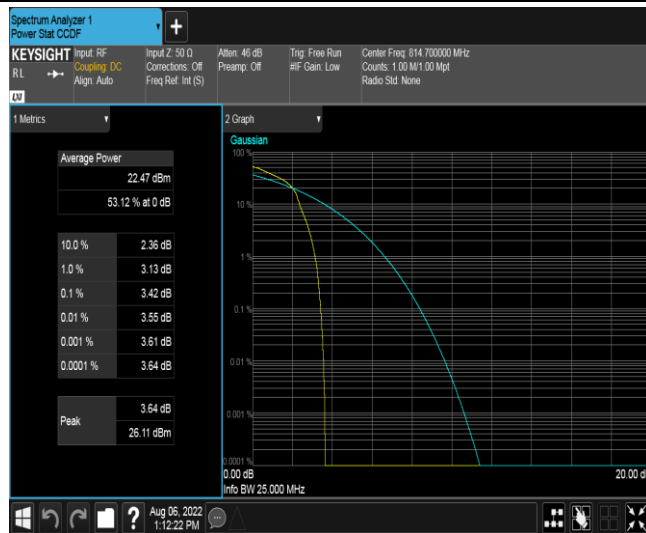 Spectrum Analyzer 1
Power Stat CCDF
+
KEYSIGHT
RL
Input: RF
Coupling: DC
Align: Auto
Input Z: 50 Ω
Corrections: Off
Freq Ref: Int (S)
Atten: 46 dB
Preamp: Off
Trig: Free Run
#IF Gain: Low
Center Freq: 814.700000 MHz
Counts: 1.00 M/1.00 Mpt
Radio Std: None
1 Metrics
Average Power
22.47 dBm
53.12 % at 0 dB
10.0 % 2.36 dB
1.0 % 3.13 dB
0.1 % 3.42 dB
0.01 % 3.55 dB
0.001 % 3.61 dB
0.0001 % 3.64 dB
Peak
3.64 dB
26.11 dBm
2 Graph
Gaussian
100 %
10 %
1 %
0.1 %
0.01 %
0.001 %
0.0001 %
0.00 dB
20.00 d
Info BW 25.000 MHz
?
Aug 06, 2022
1:12:22 PM